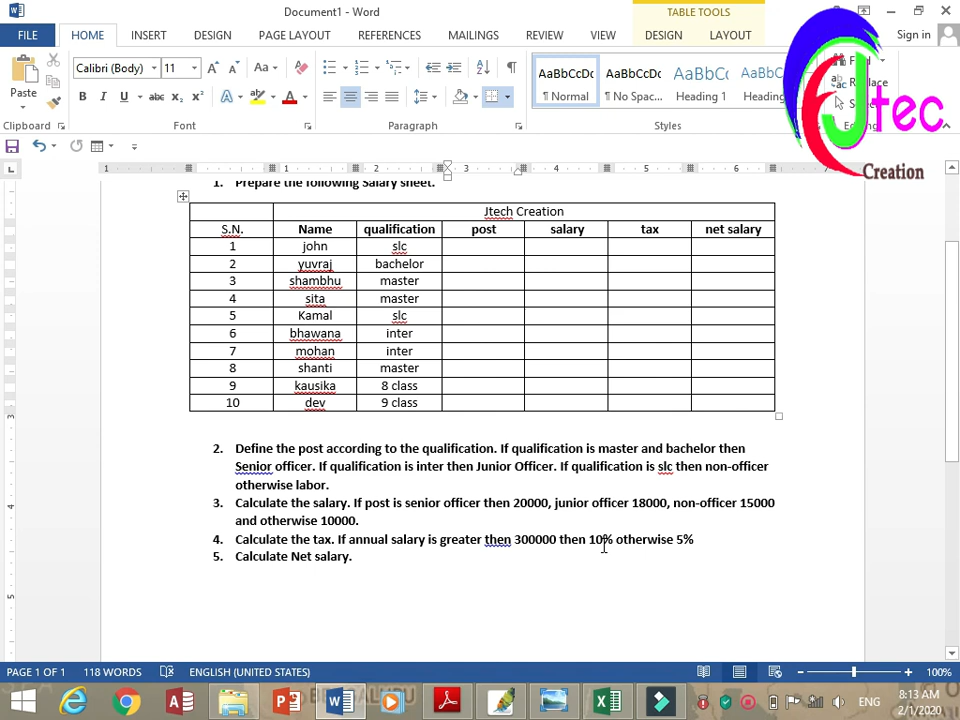 Document1 - Word
TABLE TOOLS
Sign in
FILE HOME INSERT DESIGN PAGE LAYOUT REFERENCES MAILINGS REVIEW VIEW DESIGN LAYOUT
Paste
Calibri (Body) 11
AaBbCcDc AaBbCcDc AaBbCc AaBbCc
¶ Normal ¶ No Spac... Heading 1 Heading
Replace
Clipboard Font Paragraph Styles
Jtec
Creation
1. Prepare the following Salary sheet.
Jtech Creation
S.N. Name qualification post salary tax net salary
1 john slc
2 yuvraj bachelor
3 shambhu master
4 sita master
5 Kamal slc
6 bhawana inter
7 mohan inter
8 shanti master
9 kausika 8 class
10 dev 9 class
2. Define the post according to the qualification. If qualification is master and bachelor then
Senior officer. If qualification is inter then Junior Officer. If qualification is slc then non-officer
otherwise labor.
3. Calculate the salary. If post is senior officer then 20000, junior officer 18000, non-officer 15000
and otherwise 10000.
4. Calculate the tax. If annual salary is greater then 300000 then 10% otherwise 5%
5. Calculate Net salary.
PAGE 1 OF 1 118 WORDS ENGLISH (UNITED STATES) 100%
ENG
8:13 AM
2/1/2020